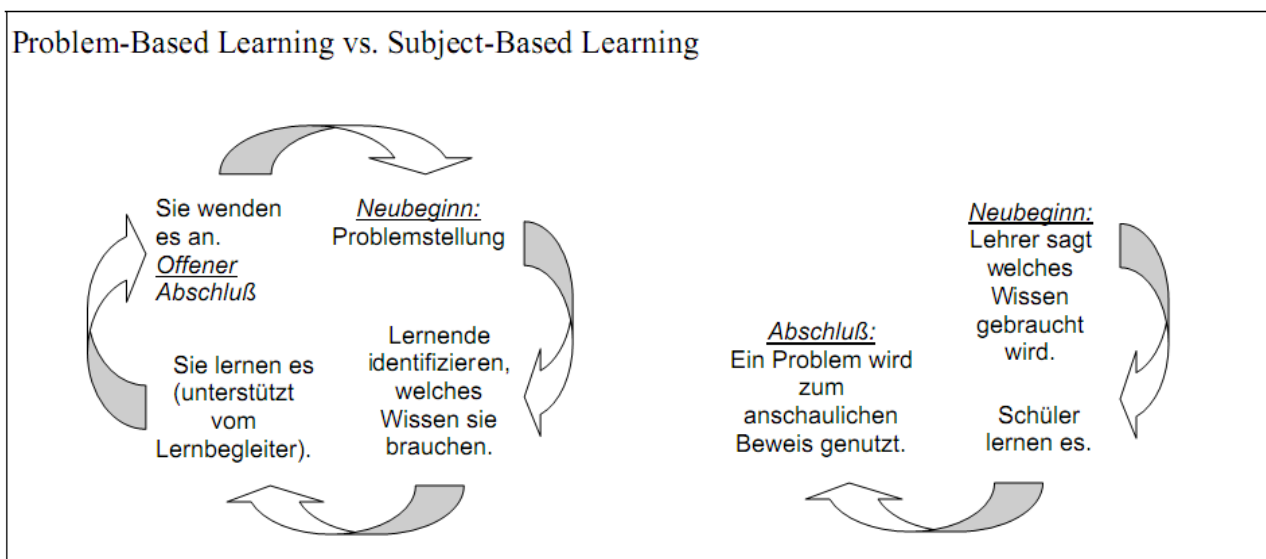 Problem-Based Learning vs. Subject-Based Learning
Sie wenden
es an.
Offener
Abschluß
Neubeginn:
Problemstellung
Lernende
identifizieren,
welches
Wissen sie
brauchen.
Sie lernen es
(unterstützt
vom
Lernbegleiter).
Neubeginn:
Lehrer sagt
welches
Wissen
gebraucht
wird.
Schüler
lernen es.
Abschluß:
Ein Problem wird
zum
anschaulichen
Beweis genutzt.